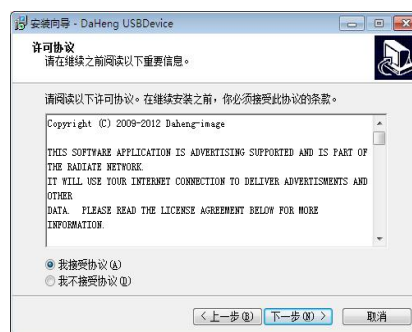 安装向导 - DaHeng USBDevice
许可协议
请在继续之前阅读以下重要信息。
请阅读以下许可协议。在继续安装之前，你必须接受此协议的条款。
Copyright (C) 2009-2012 Daheng-image
THIS SOFTWARE APPLICATION IS ADVERTISING SUPPORTED AND IS PART OF
THE RADIATE NETWORK.
IT WILL USE YOUR INTERNET CONNECTION TO DELIVER ADVERTISMENTS AND
OTHER
DATA.  PLEASE READ THE LICENSE AGREEMENT BELOW FOR MORE
INFORMATION.
我接受协议(A)
我不接受协议(D)
<上一步(B) 下一步(N)> 取消